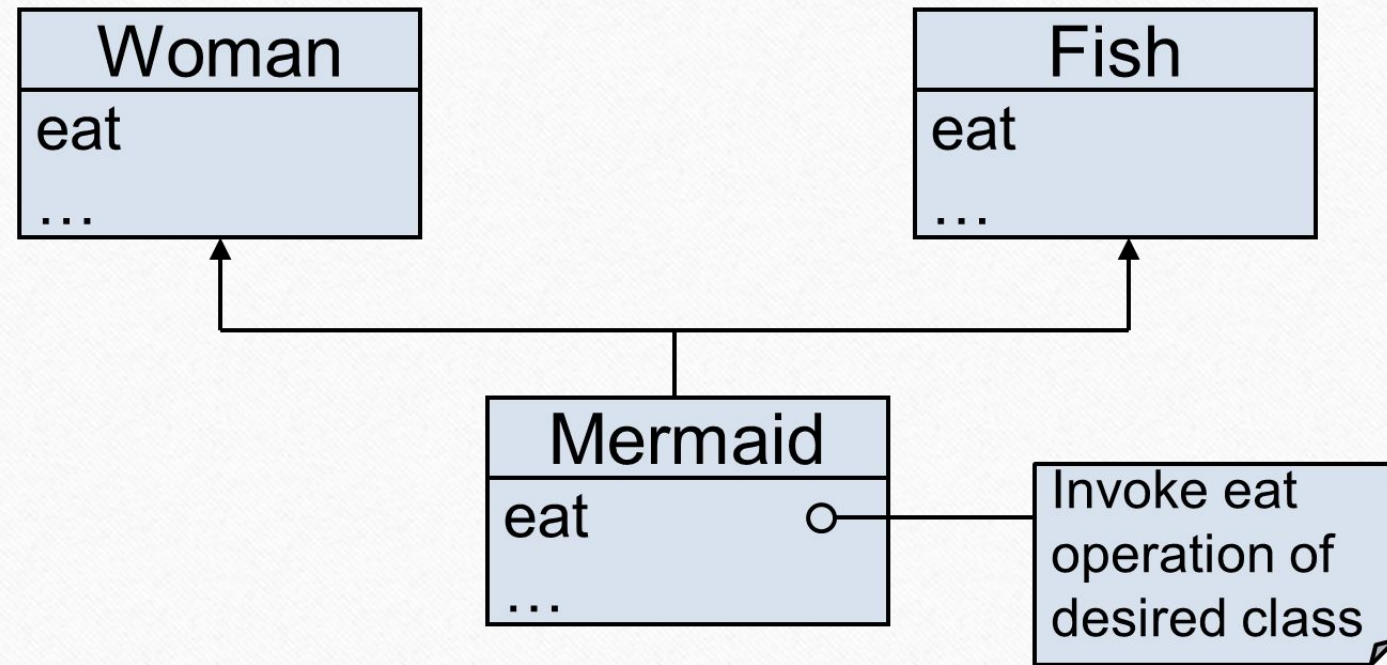 Woman
eat
…
Fish
eat
…
Mermaid
eat
…
Invoke eat
operation of
desired class